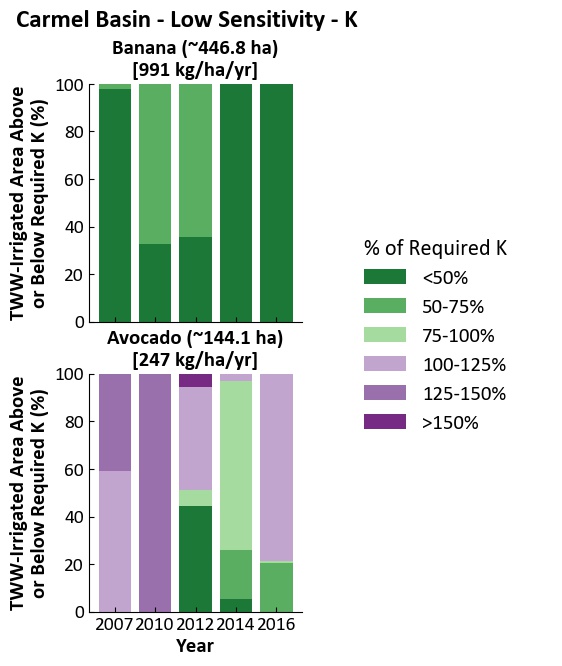 Carmel Basin - Low Sensitivity - K
Banana (~446.8 ha)
[991 kg/ha/yr]
TWW-Irrigated Area Above
or Below Required K (%)
100
80
60
40
20
0
Avocado (~144.1 ha)
[247 kg/ha/yr]
TWW-Irrigated Area Above
or Below Required K (%)
100
80
60
40
20
0
2007 2010 2012 2014 2016
Year
% of Required K
<50%
50-75%
75-100%
100-125%
125-150%
>150%